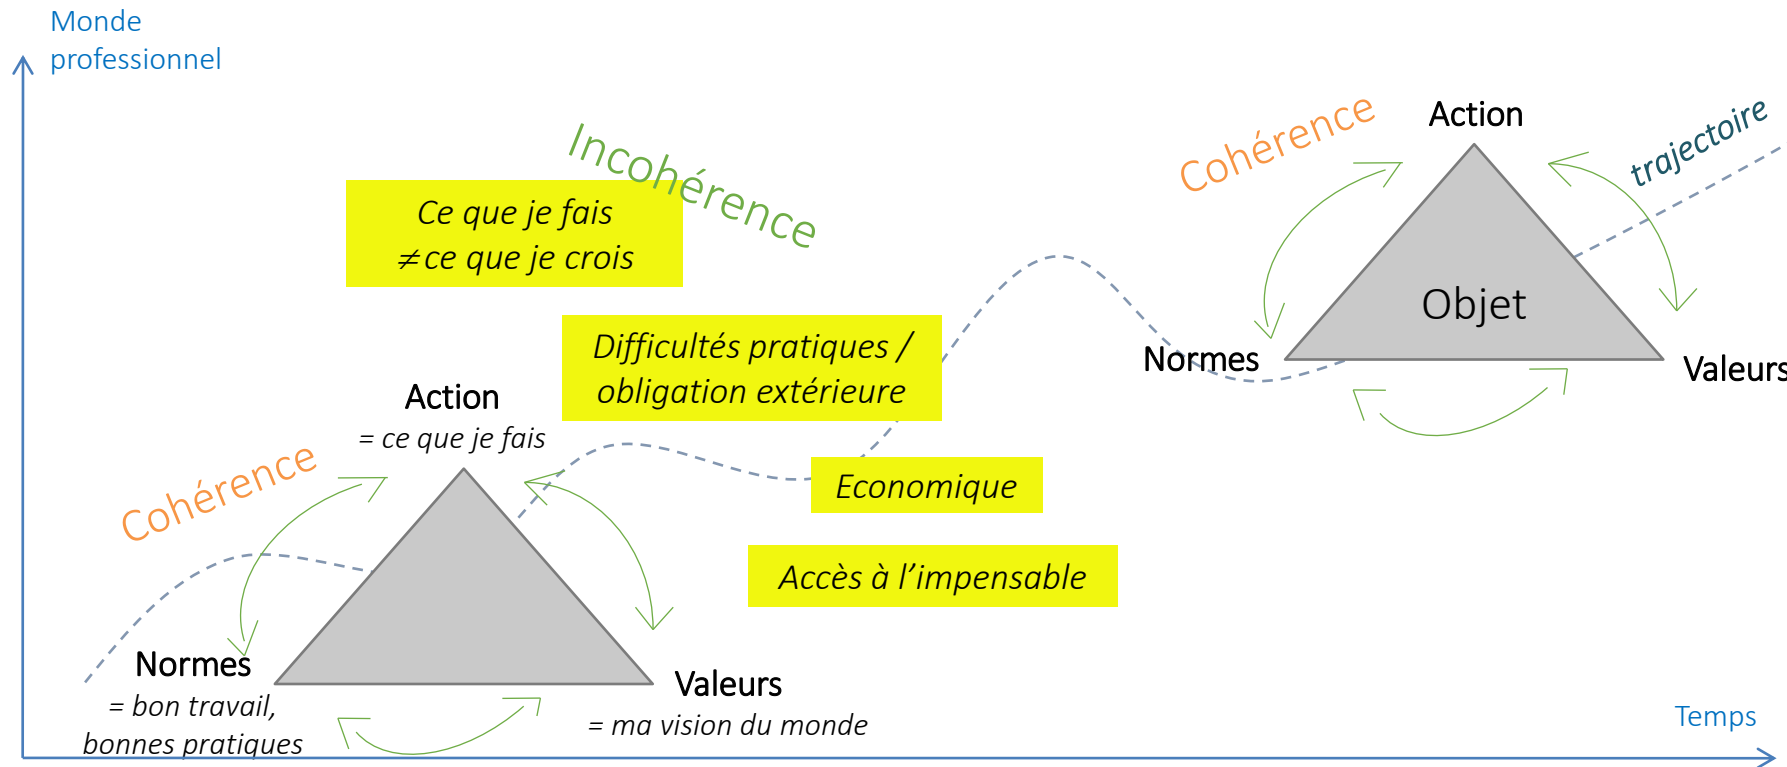 Monde
professionnel
Incohérence
Ce que je fais
≠ ce que je crois
Difficultés pratiques /
obligation extérieure
Economique
Accès à l’impensable
Cohérence
Action
= ce que je fais
Normes
= bon travail,
bonnes pratiques
Valeurs
= ma vision du monde
Cohérence
Action
trajectoire
Objet
Normes
Valeurs
Temps